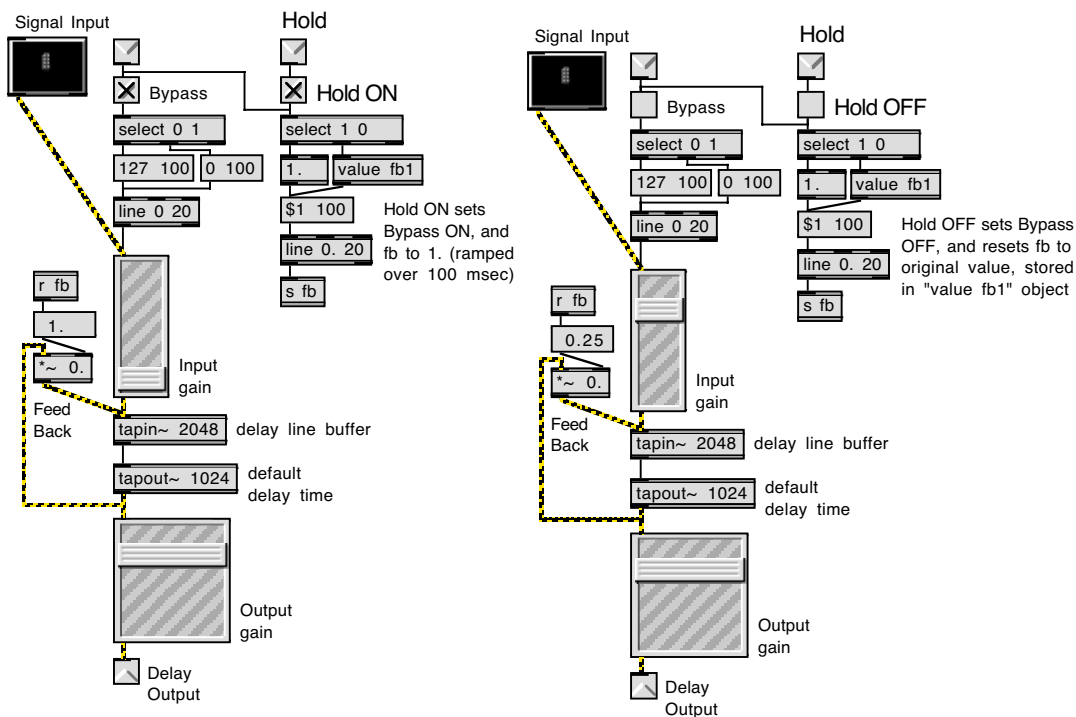 Signal Input
Hold
Bypass
Hold ON
select 0 1
select 1 0
127 100
0 100
1.
value fb1
line 0 20
$1 100
line 0. 20
s fb
Hold ON sets
Bypass ON, and
fb to 1. (ramped
over 100 msec)
r fb
1.
*~ 0.
Feed
Back
Input
gain
tapin~ 2048
delay line buffer
tapout~ 1024
default
delay time
Output
gain
Delay
Output
Signal Input
Hold
Bypass
Hold OFF
select 0 1
select 1 0
127 100
0 100
1.
value fb1
line 0 20
$1 100
line 0. 20
s fb
Hold OFF sets Bypass
OFF, and resets fb to
original value, stored
in "value fb1" object
r fb
0.25
*~ 0.
Feed
Back
Input
gain
tapin~ 2048
delay line buffer
tapout~ 1024
default
delay time
Output
gain
Delay
Output